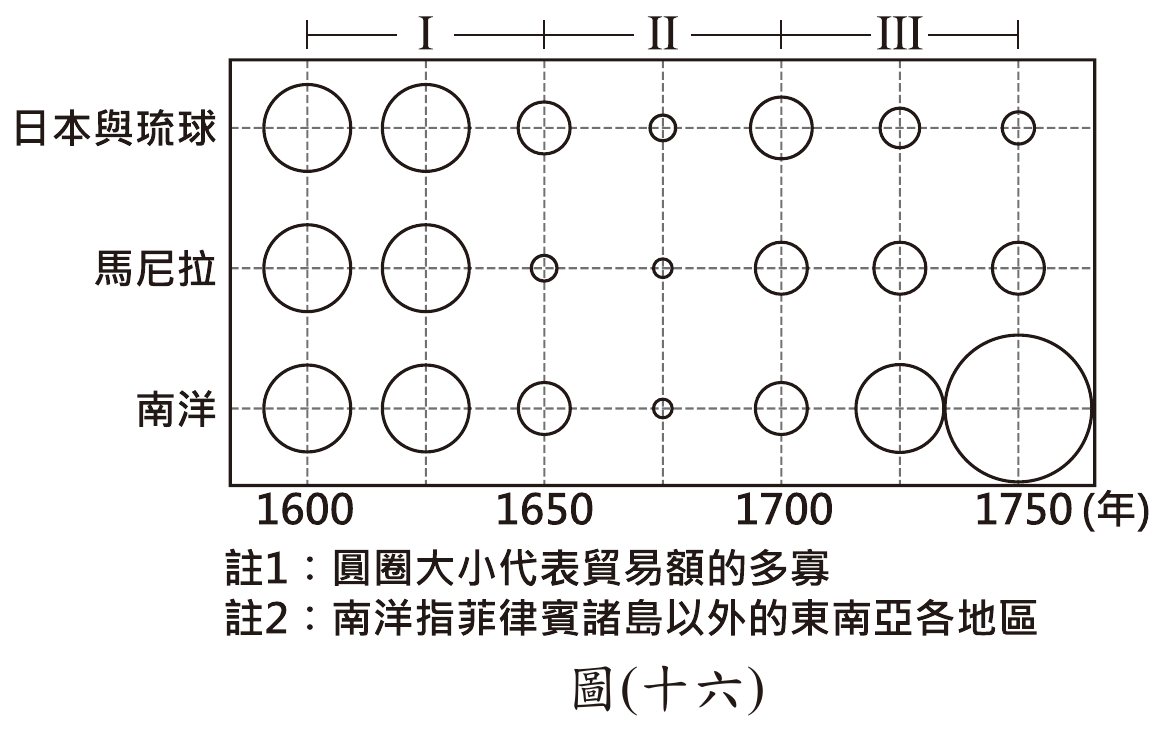 I II III
日本與琉球
馬尼拉
南洋
1600 1650 1700 1750 (年)
註1：圓圈大小代表貿易額的多寡
註2：南洋指菲律賓諸島以外的東南亞各地區
圖(十六)